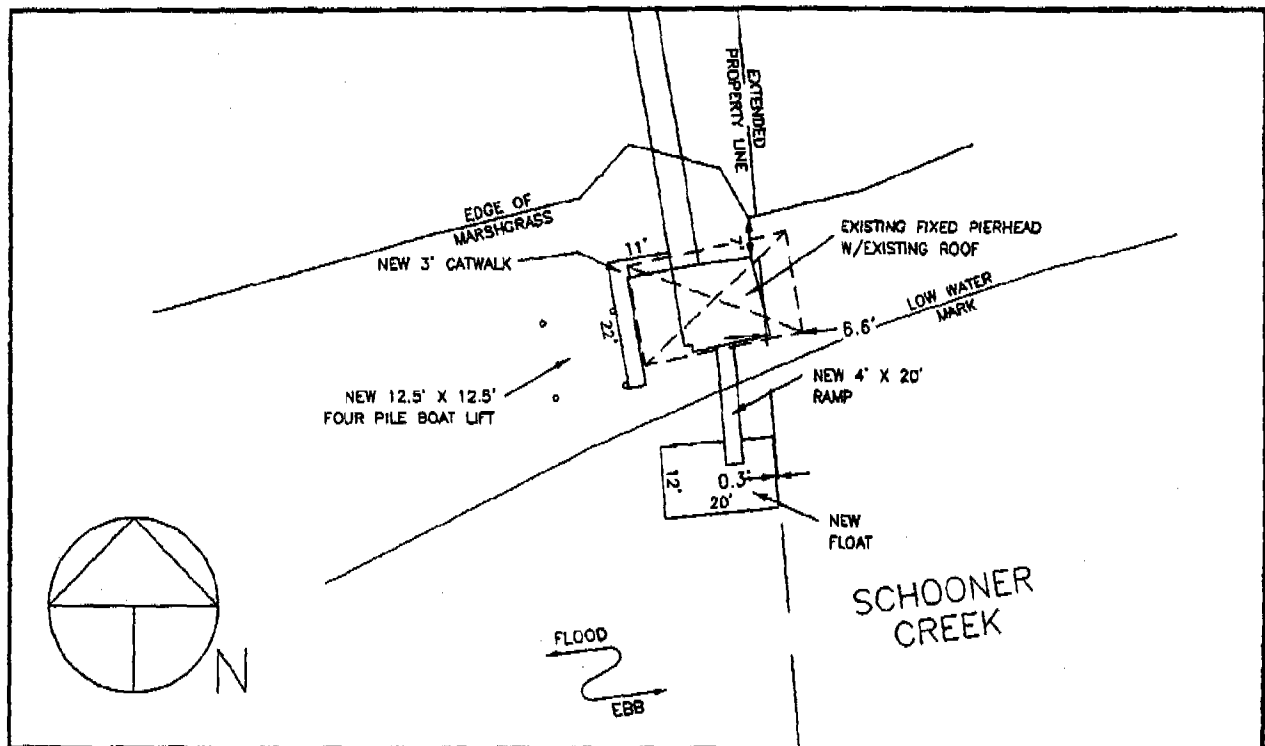 EXTENDED
PROPERTY LINE
EDGE OF
MARSHGRASS
11'
7'
EXISTING FIXED PIERHEAD
W/EXISTING ROOF
NEW 3' CATWALK
LOW WATER
MARK
22'
6.6'
NEW 12.5' X 12.5'
FOUR PILE BOAT LIFT
NEW 4' X 20'
RAMP
12'
0.3'
20'
NEW
FLOAT
SCHOONER
CREEK
FLOOD
EBB
N